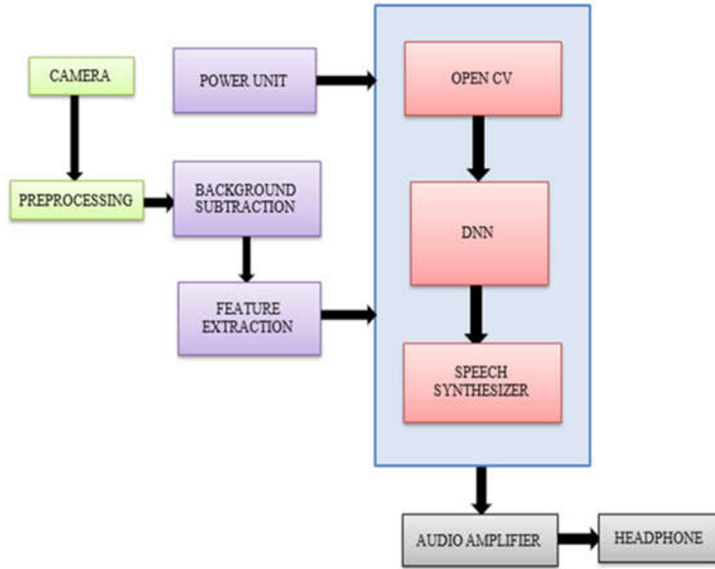 CAMERA
POWER UNIT
OPEN CV
PREPROCESSING
BACKGROUND
SUBTRACTION
DNN
FEATURE
EXTRACTION
SPEECH
SYNTHESIZER
AUDIO AMPLIFIER
HEADPHONE